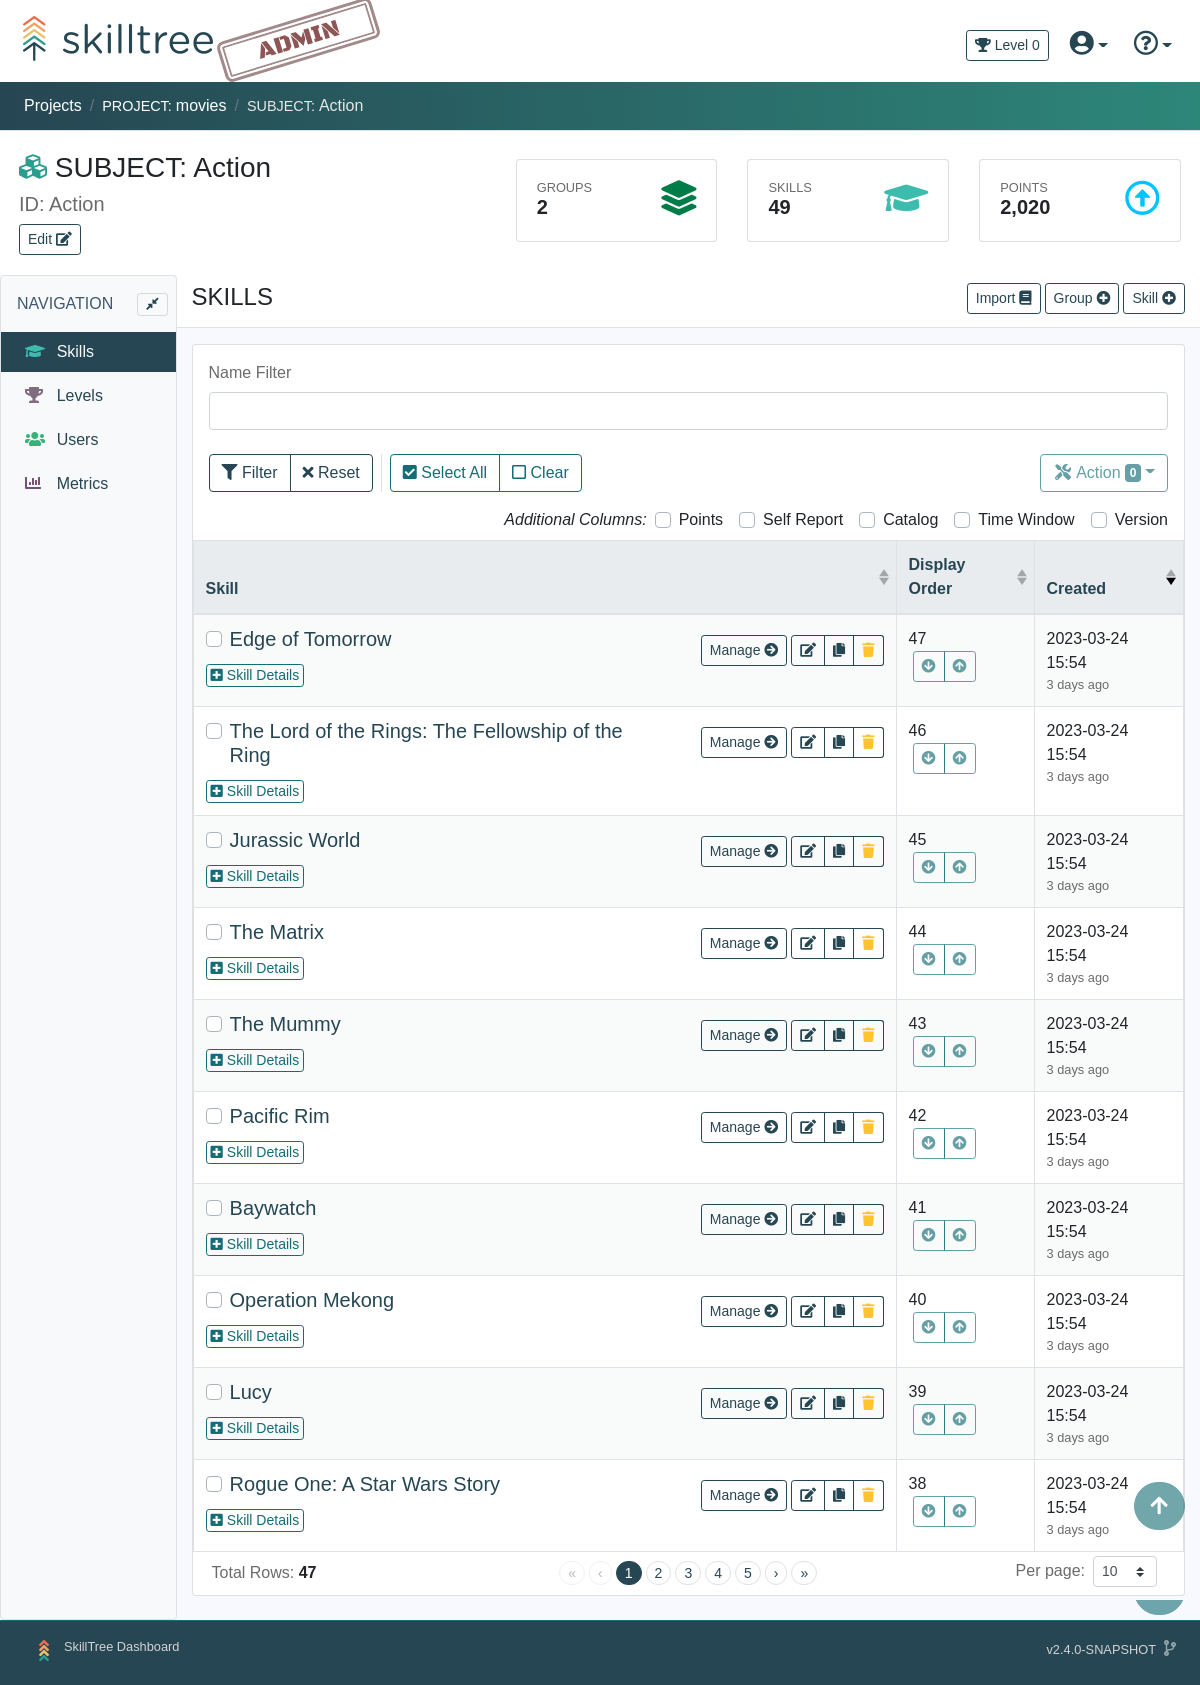 skilltree
ADMIN
Level 0
Projects / PROJECT: movies / SUBJECT: Action
SUBJECT: Action
ID: Action
Edit
GROUPS
2
SKILLS
49
POINTS
2,020
NAVIGATION
Skills
Levels
Users
Metrics
SKILLS
Import
Group
Skill
Name Filter
Filter
Reset
Select All
Clear
Action 0
Additional Columns: Points Self Report Catalog Time Window Version
Skill
Display
Order
Created
Edge of Tomorrow
Skill Details
Manage
47
2023-03-24
15:54
3 days ago
The Lord of the Rings: The Fellowship of the
Ring
Skill Details
Manage
46
2023-03-24
15:54
3 days ago
Jurassic World
Skill Details
Manage
45
2023-03-24
15:54
3 days ago
The Matrix
Skill Details
Manage
44
2023-03-24
15:54
3 days ago
The Mummy
Skill Details
Manage
43
2023-03-24
15:54
3 days ago
Pacific Rim
Skill Details
Manage
42
2023-03-24
15:54
3 days ago
Baywatch
Skill Details
Manage
41
2023-03-24
15:54
3 days ago
Operation Mekong
Skill Details
Manage
40
2023-03-24
15:54
3 days ago
Lucy
Skill Details
Manage
39
2023-03-24
15:54
3 days ago
Rogue One: A Star Wars Story
Skill Details
Manage
38
2023-03-24
15:54
3 days ago
Total Rows: 47
« ‹ 1 2 3 4 5 › »
Per page: 10
SkillTree Dashboard
v2.4.0-SNAPSHOT